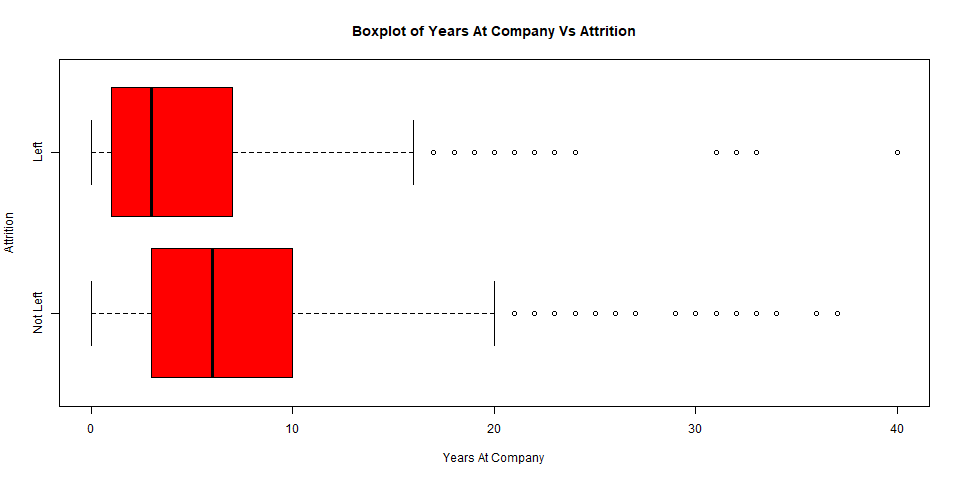 Boxplot of Years At Company Vs Attrition
Left
Attrition
Not Left
0 10 20 30 40
Years At Company